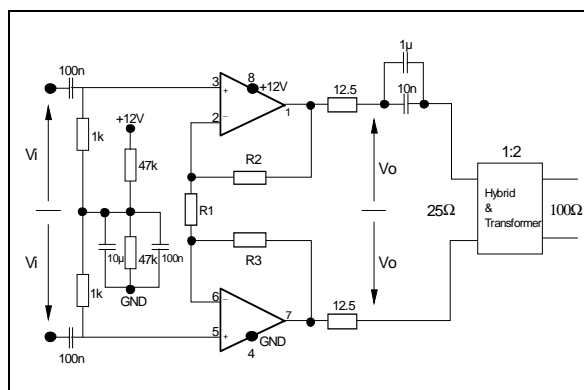 1µ
100n
3
8
+12V
12.5
10n
+
1
+12V
2
–
1k
1:2
Vi
47k
R2
Vo
Hybrid
&
Transformer
R1
25Ω
100Ω
10µ
47k
100n
R3
Vi
Vo
GND
1k
6
–
7
12.5
5
+
GND
4
100n